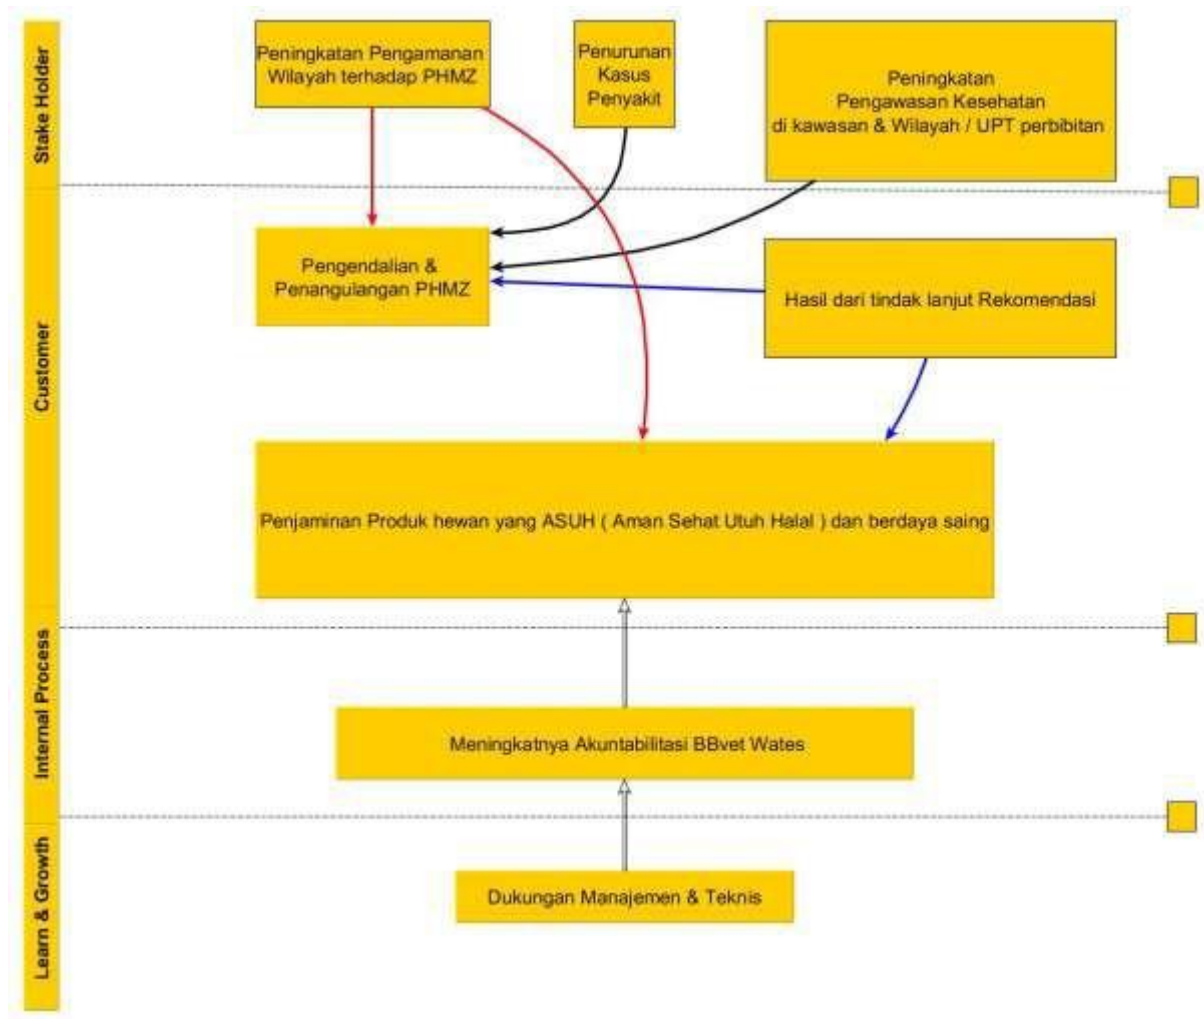 Stake Holder
Peningkatan Pengamanan
Wilayah terhadap PHMZ
Penurunan
Kasus
Penyakit
Peningkatan
Pengawasan Kesehatan
di kawasan & Wilayah / UPT perbibitan
Customer
Pengendalian &
Penangulangan PHMZ
Hasil dari tindak lanjut Rekomendasi
Penjaminan Produk hewan yang ASUH ( Aman Sehat Utuh Halal ) dan berdaya saing
Internal Process
Meningkatnya Akuntabilitasi BBvet Wates
Learn & Growth
Dukungan Manajemen & Teknis